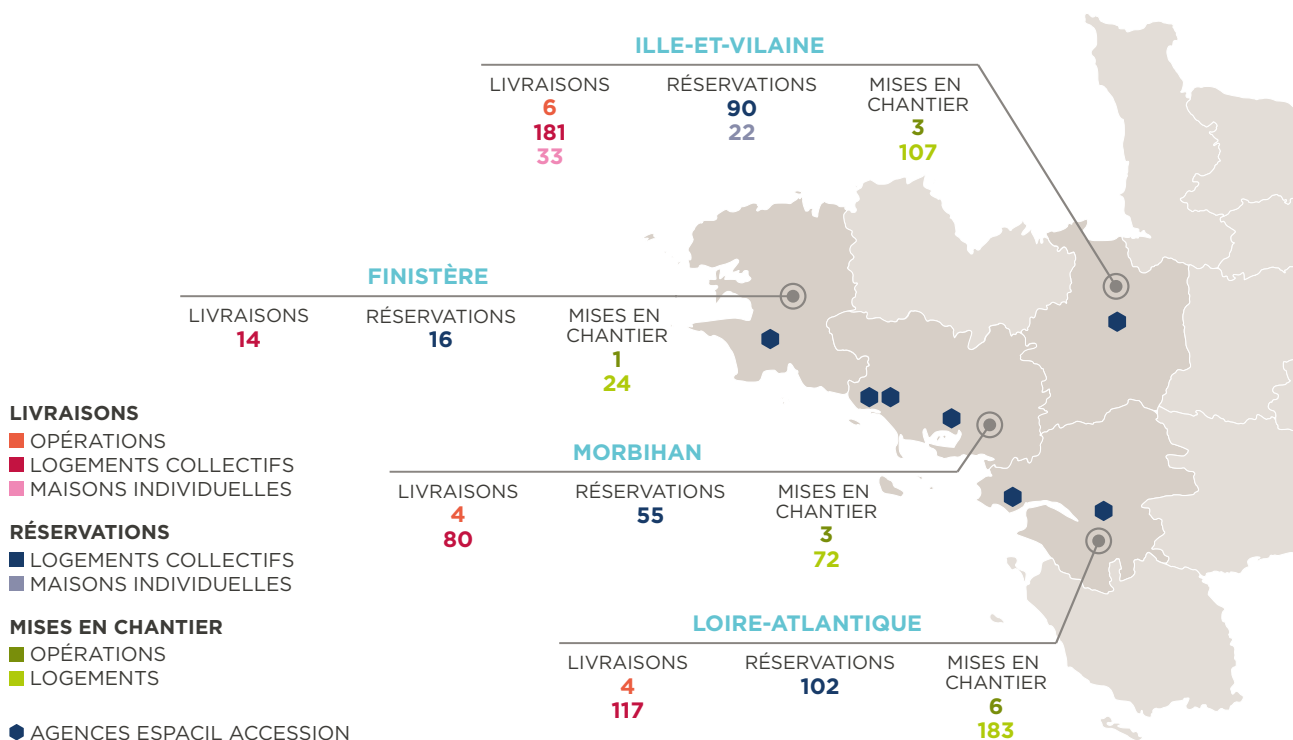 ILLE-ET-VILAINE
LIVRAISONS
6
181
33
RÉSERVATIONS
90
22
MISES EN
CHANTIER
3
107
FINISTÈRE
LIVRAISONS
14
RÉSERVATIONS
16
MISES EN
CHANTIER
1
24
MORBIHAN
LIVRAISONS
4
80
RÉSERVATIONS
55
MISES EN
CHANTIER
3
72
LOIRE-ATLANTIQUE
LIVRAISONS
4
117
RÉSERVATIONS
102
MISES EN
CHANTIER
6
183
LIVRAISONS
OPÉRATIONS
LOGEMENTS COLLECTIFS
MAISONS INDIVIDUELLES
RÉSERVATIONS
LOGEMENTS COLLECTIFS
MAISONS INDIVIDUELLES
MISES EN CHANTIER
OPÉRATIONS
LOGEMENTS
AGENCES ESPACIL ACCESSION